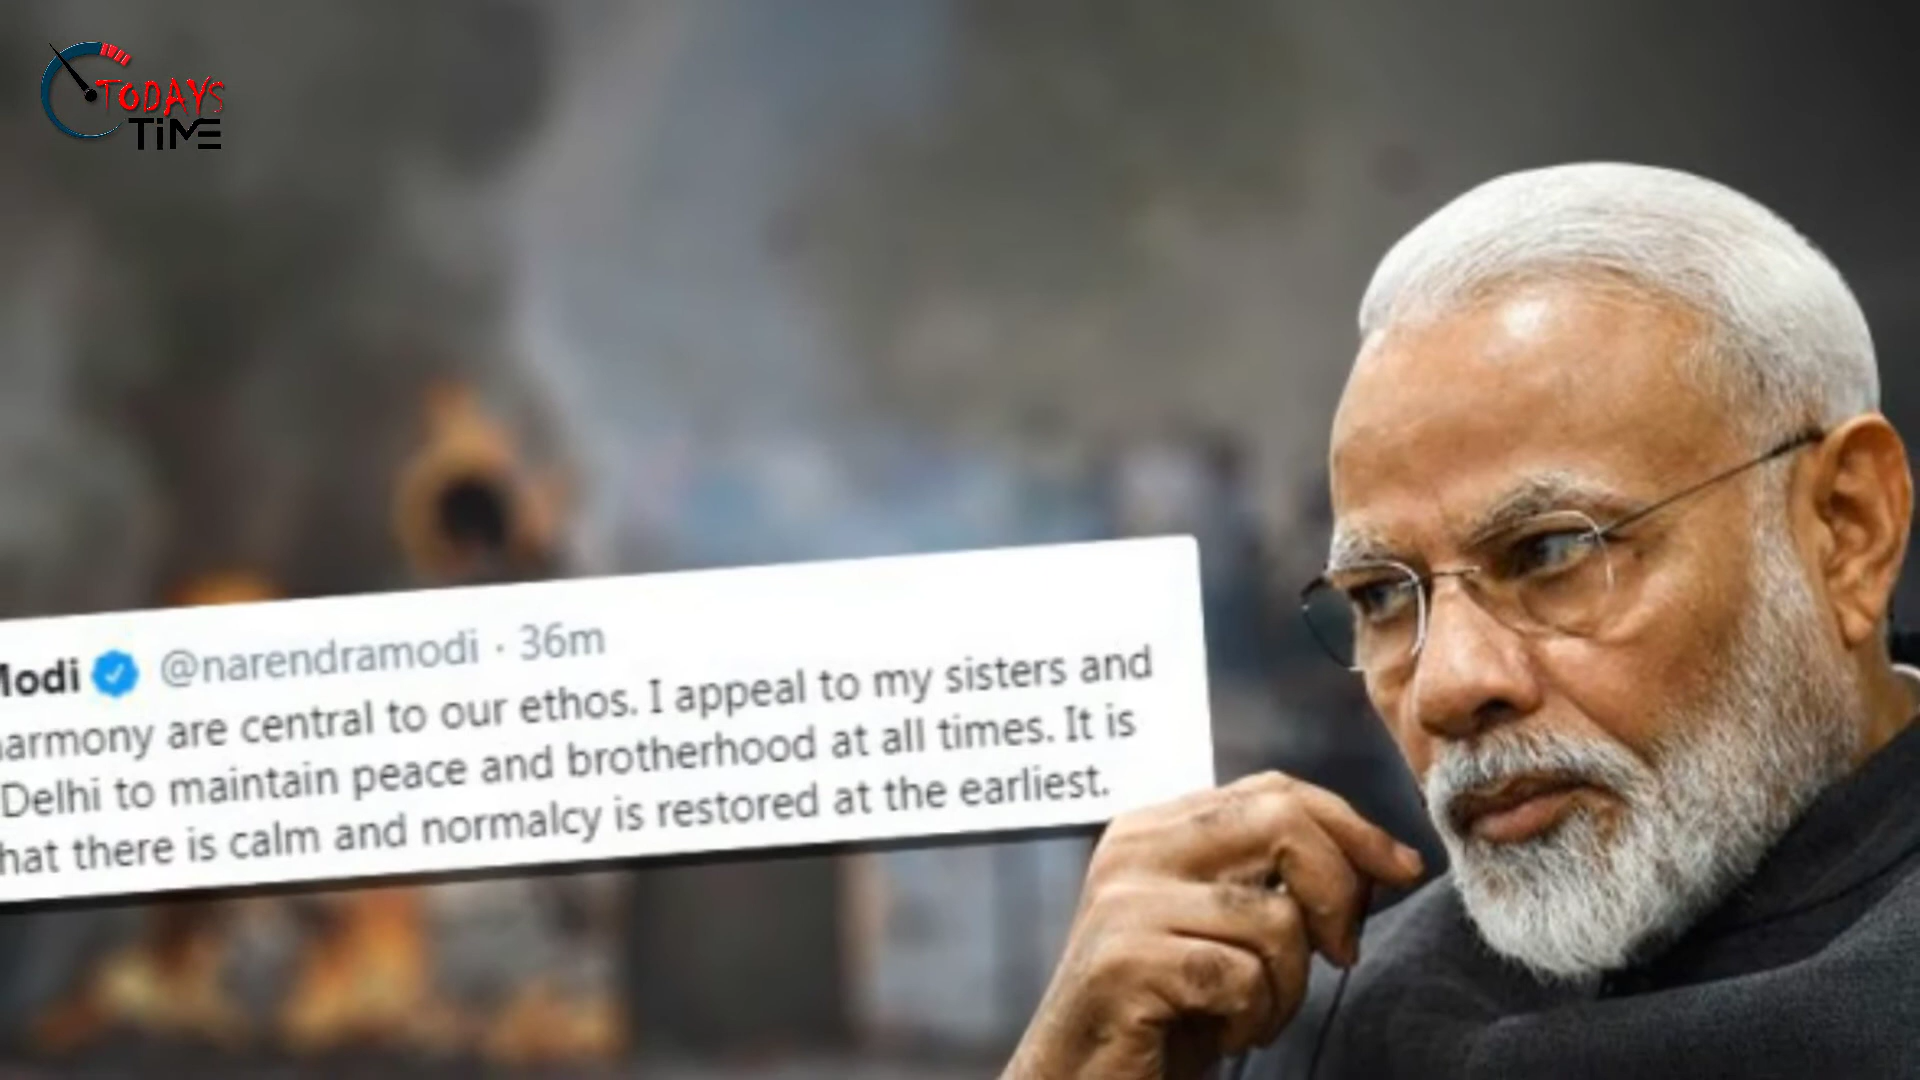 TODAYS
TiME
Modi @narendramodi · 36m
harmony are central to our ethos. I appeal to my sisters and
Delhi to maintain peace and brotherhood at all times. It is
hat there is calm and normalcy is restored at the earliest.